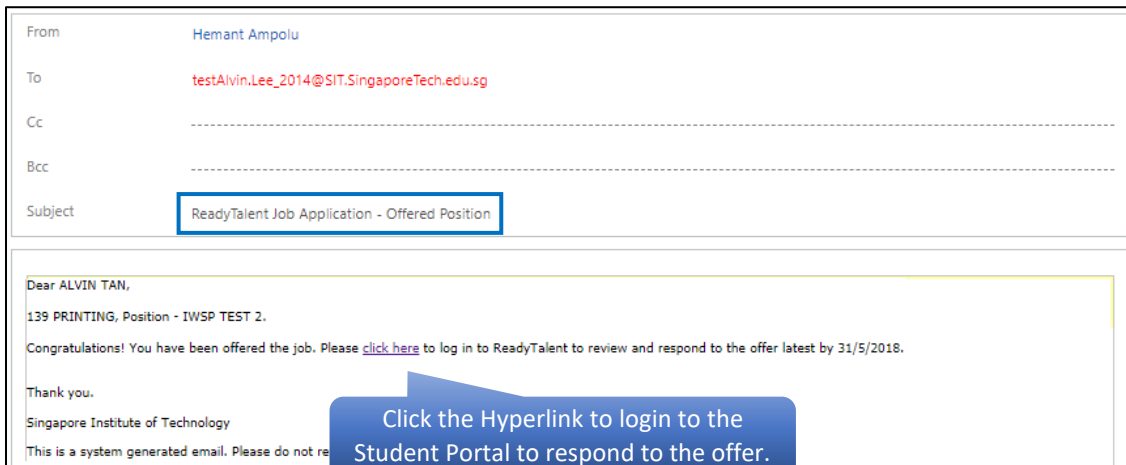 From Hemant Ampolu
To testAlvin.Lee_2014@SIT.SingaporeTech.edu.sg
Cc
Bcc
Subject ReadyTalent Job Application - Offered Position
Dear ALVIN TAN,
139 PRINTING, Position - IWSP TEST 2.
Congratulations! You have been offered the job. Please click here to log in to ReadyTalent to review and respond to the offer latest by 31/5/2018.
Thank you.
Singapore Institute of Technology
This is a system generated email. Please do not re
Click the Hyperlink to login to the
Student Portal to respond to the offer.